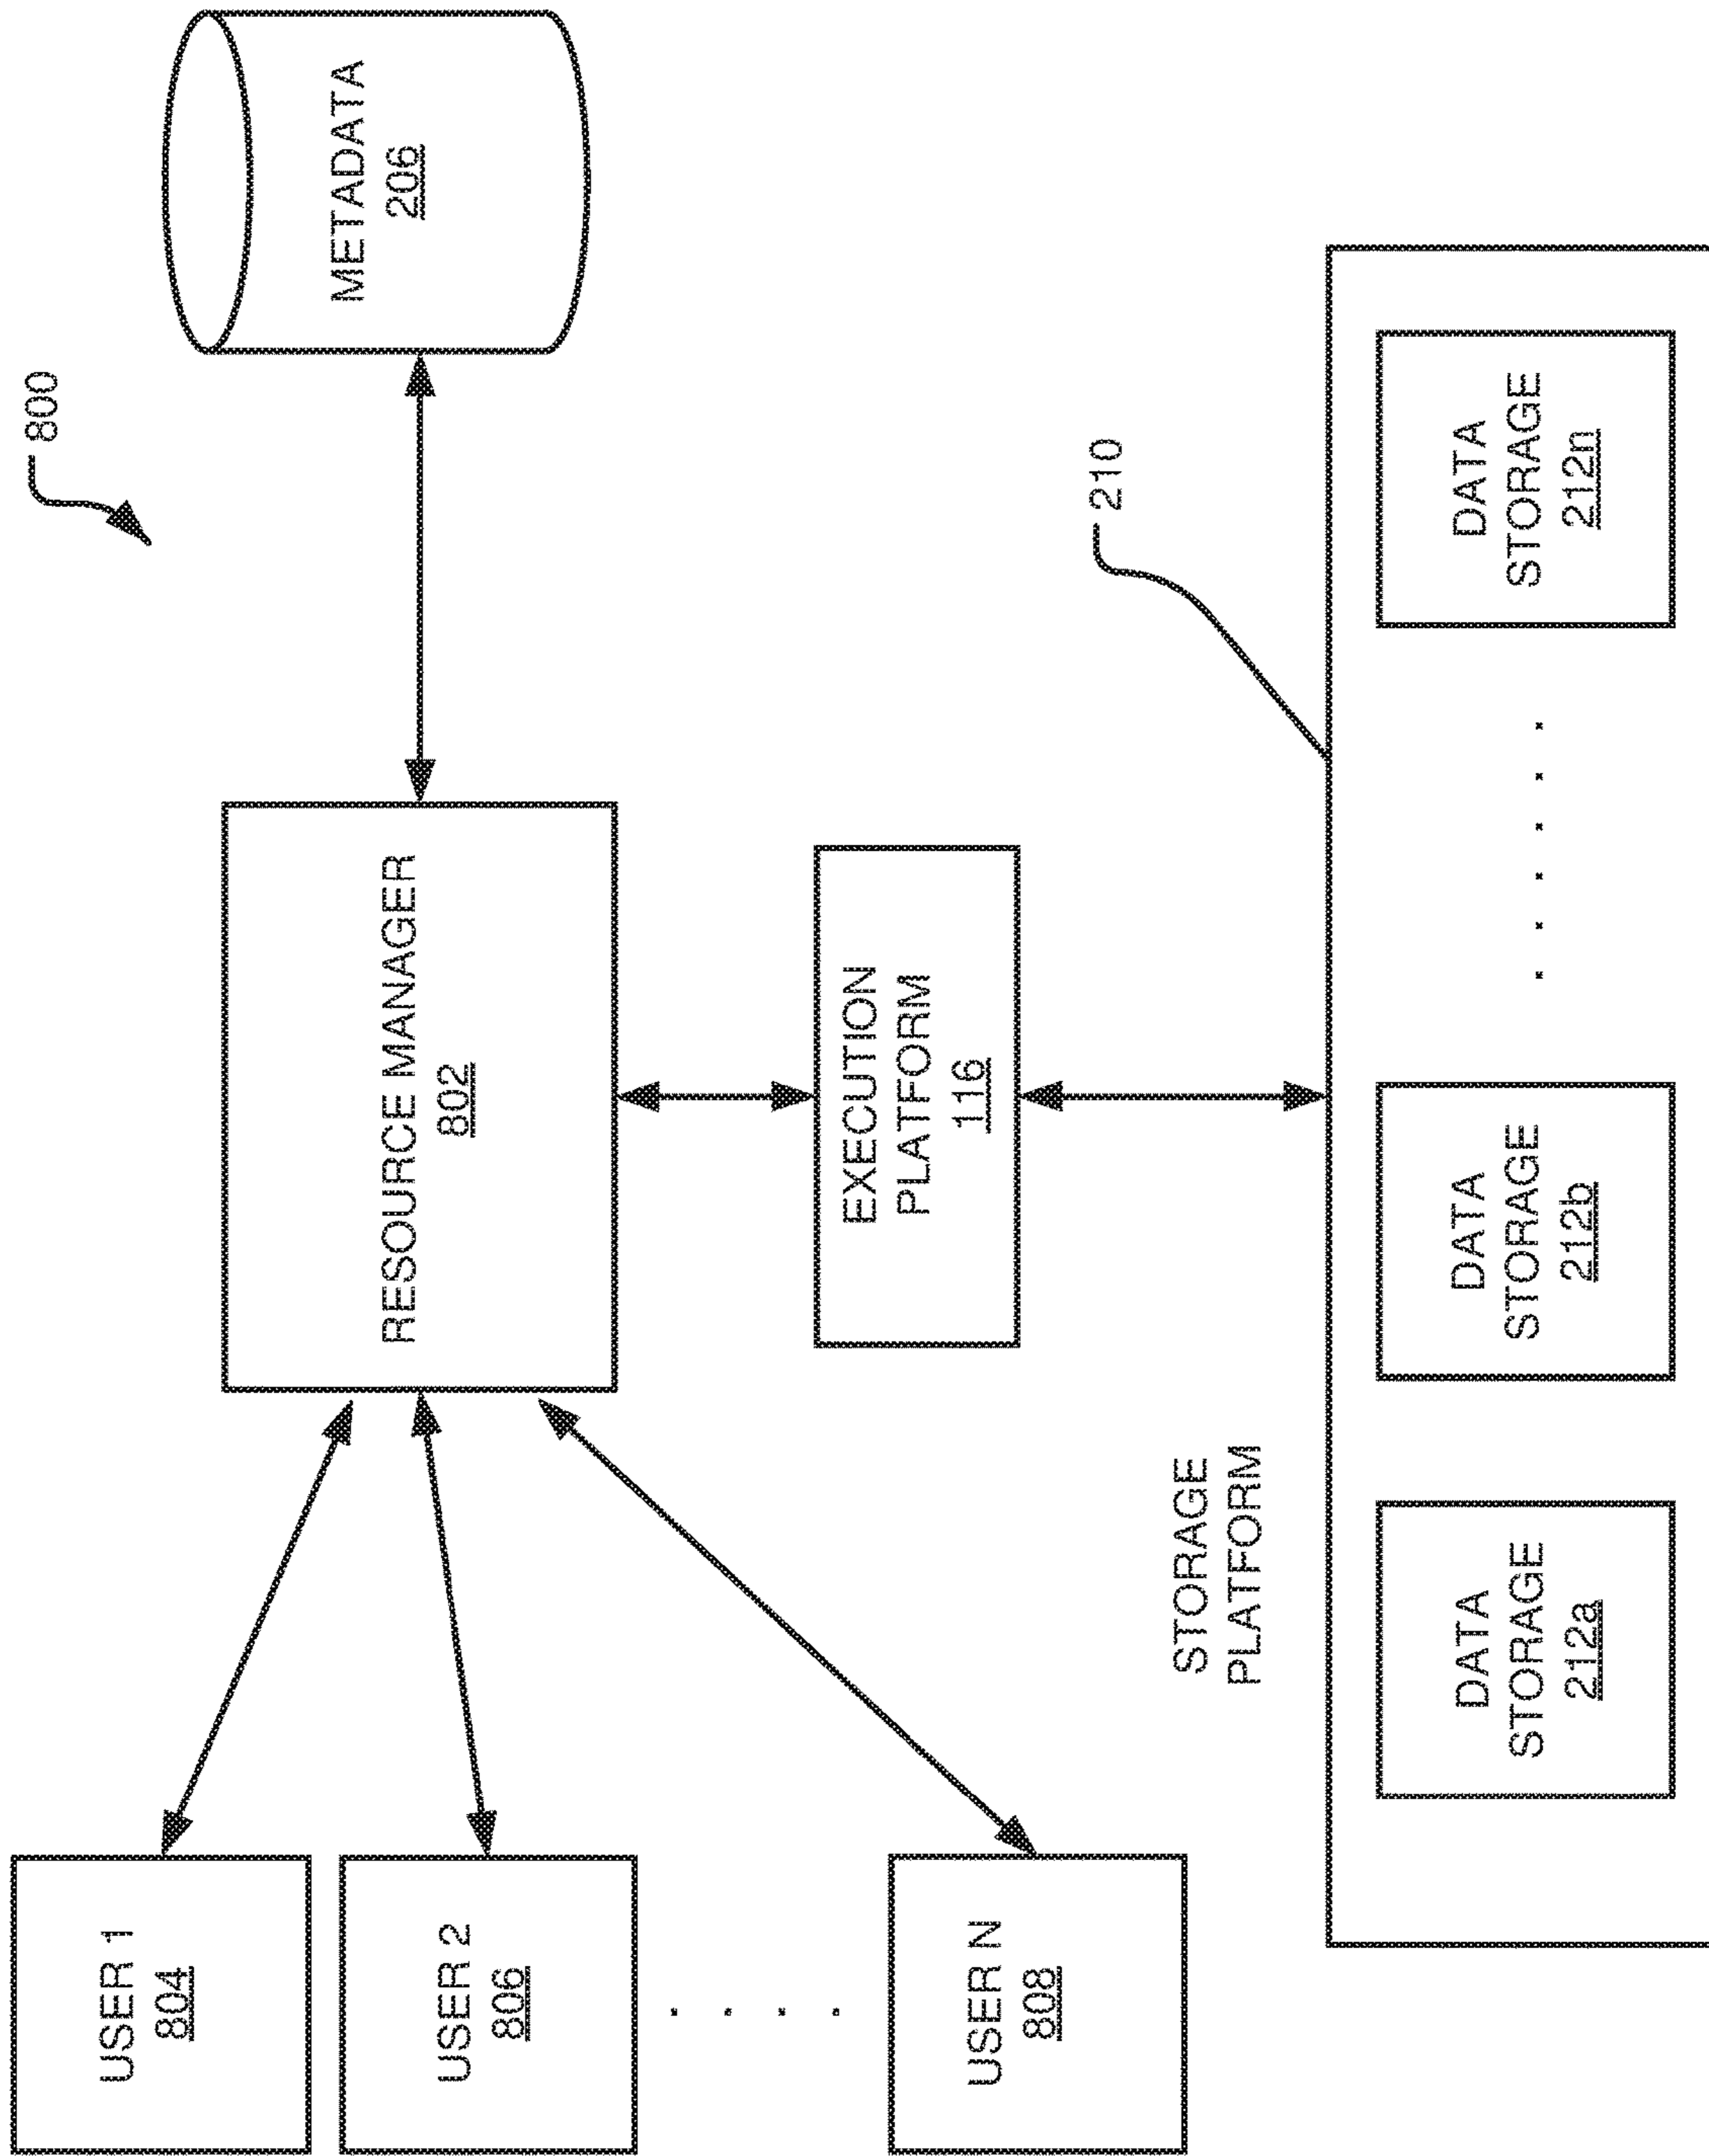 800
USER 1
804
USER 2
806
. . . .
USER N
808
RESOURCE MANAGER
802
METADATA
206
EXECUTION
PLATFORM
116
210
STORAGE
PLATFORM
DATA
STORAGE
212a
DATA
STORAGE
212b
. . . . . .
DATA
STORAGE
212n